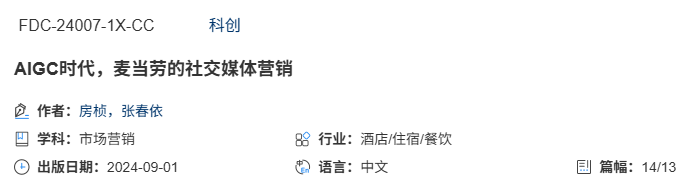 FDC-24007-1X-CC 科创
AIGC时代，麦当劳的社交媒体营销
作者：房桢，张春依
学科：市场营销 行业：酒店/住宿/餐饮
出版日期：2024-09-01 语言：中文 篇幅：14/13